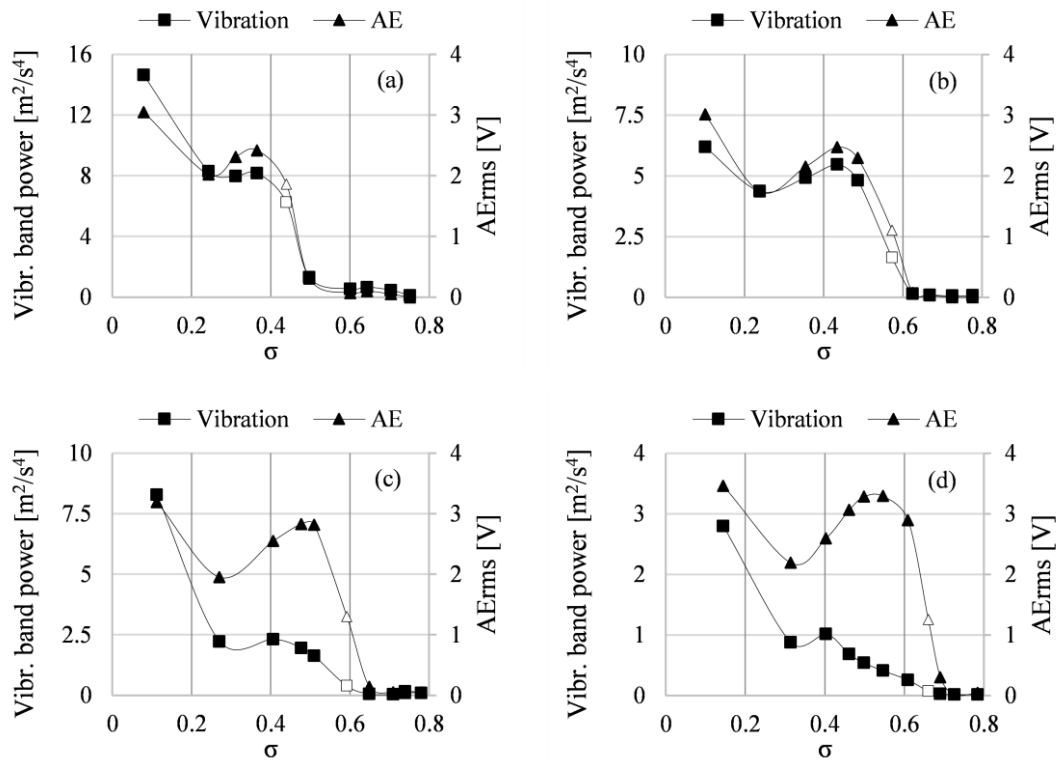 Vibration AE
16 4
(a)
12 3
8 2
4 1
0 0
0 0.2 0.4 0.6 0.8
σ
Vibr. band power [m²/s⁴]
AErms [V]
Vibration AE
10 4
(b)
7.5 3
5 2
2.5 1
0 0
0 0.2 0.4 0.6 0.8
σ
Vibr. band power [m²/s⁴]
AErms [V]
Vibration AE
10 4
(c)
7.5 3
5 2
2.5 1
0 0
0 0.2 0.4 0.6 0.8
σ
Vibr. band power [m²/s⁴]
AErms [V]
Vibration AE
4 4
(d)
3 3
2 2
1 1
0 0
0 0.2 0.4 0.6 0.8
σ
Vibr. band power [m²/s⁴]
AErms [V]